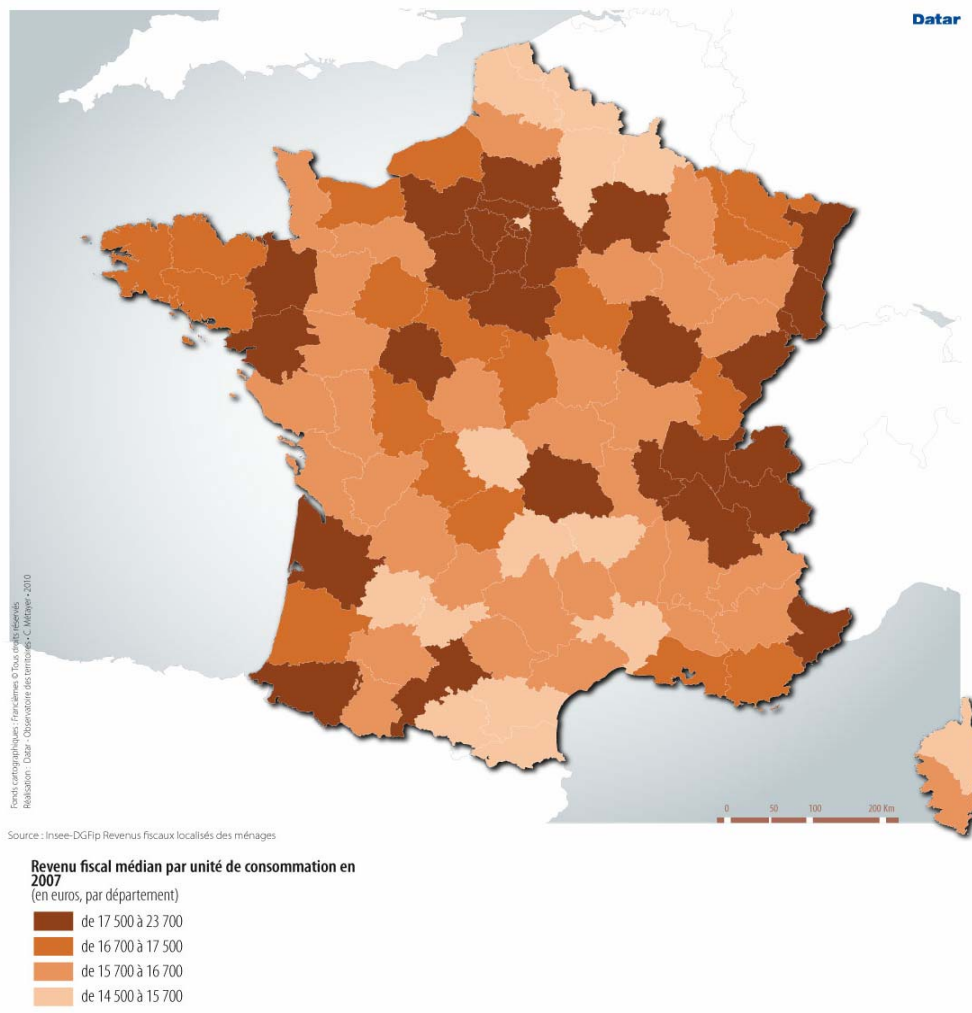 Datar
Fonds cartographiques : Francièmes © Tous droits réservés
Réalisation : Datar - Observatoire des territoires • C. Métayer • 2010
0 50 100 200 Km
Source : Insee-DGFip Revenus fiscaux localisés des ménages
Revenu fiscal médian par unité de consommation en
2007
(en euros, par département)
de 17 500 à 23 700
de 16 700 à 17 500
de 15 700 à 16 700
de 14 500 à 15 700